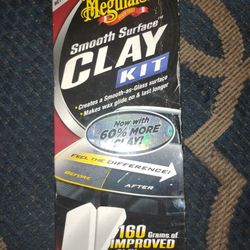 Meguiar's
Smooth Surface™
CLAY
KIT
• Creates a Smooth-as-Glass surface
• Makes wax glide on & last longer
Now with
60% MORE
CLAY!
FEEL THE DIFFERENCE!
BEFORE
AFTER
160 Grams of
IMPROVED